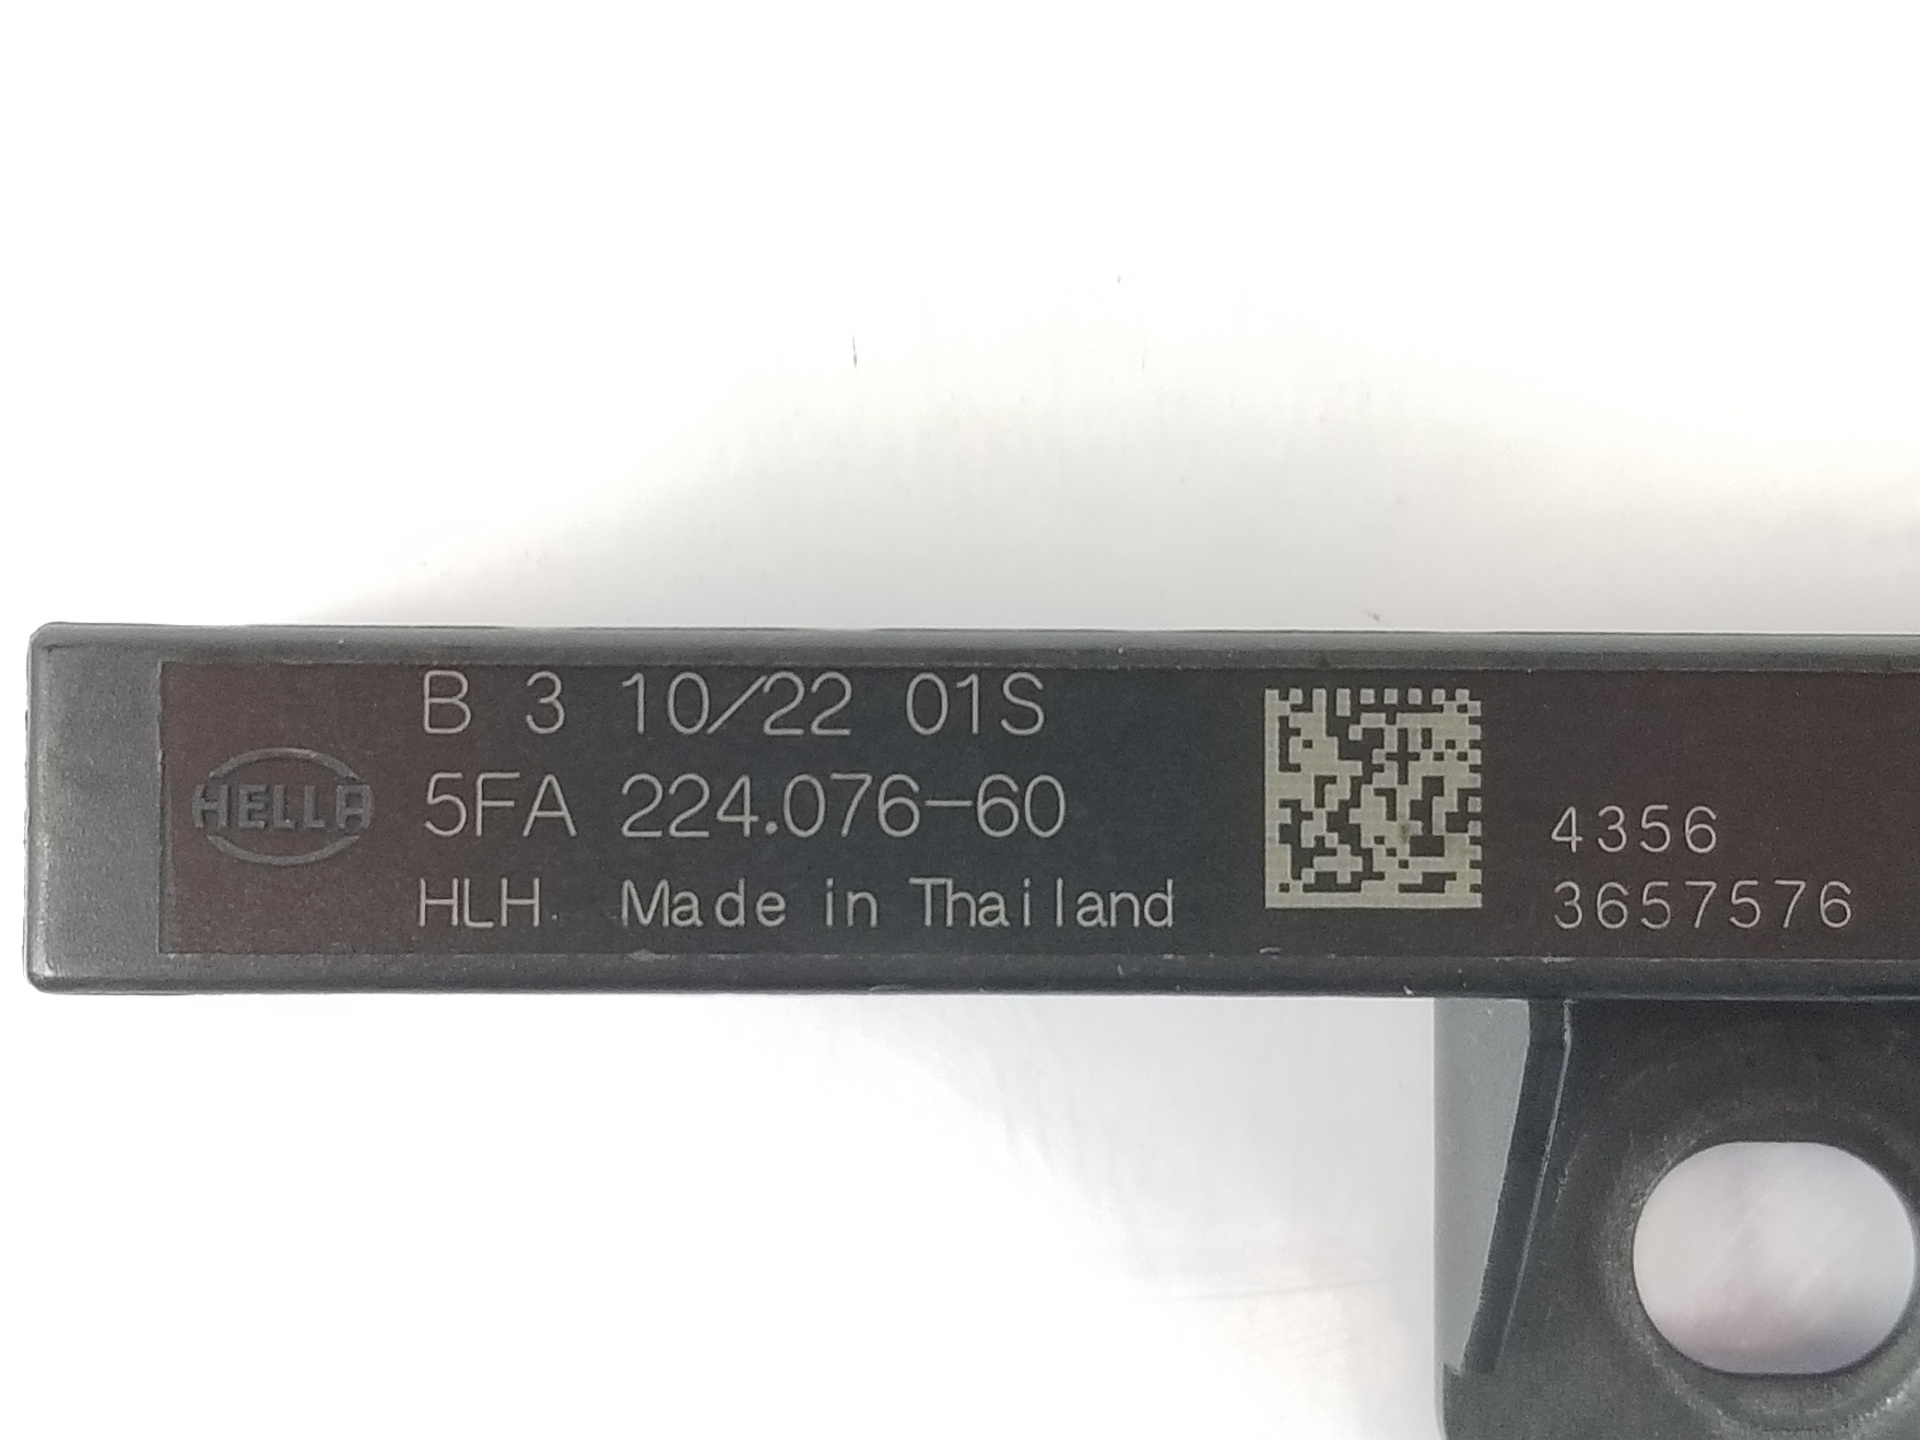 HELLA
B 3 10/22 01S
5FA 224.076-60
HLH. Made in Thailand
4356
3657576